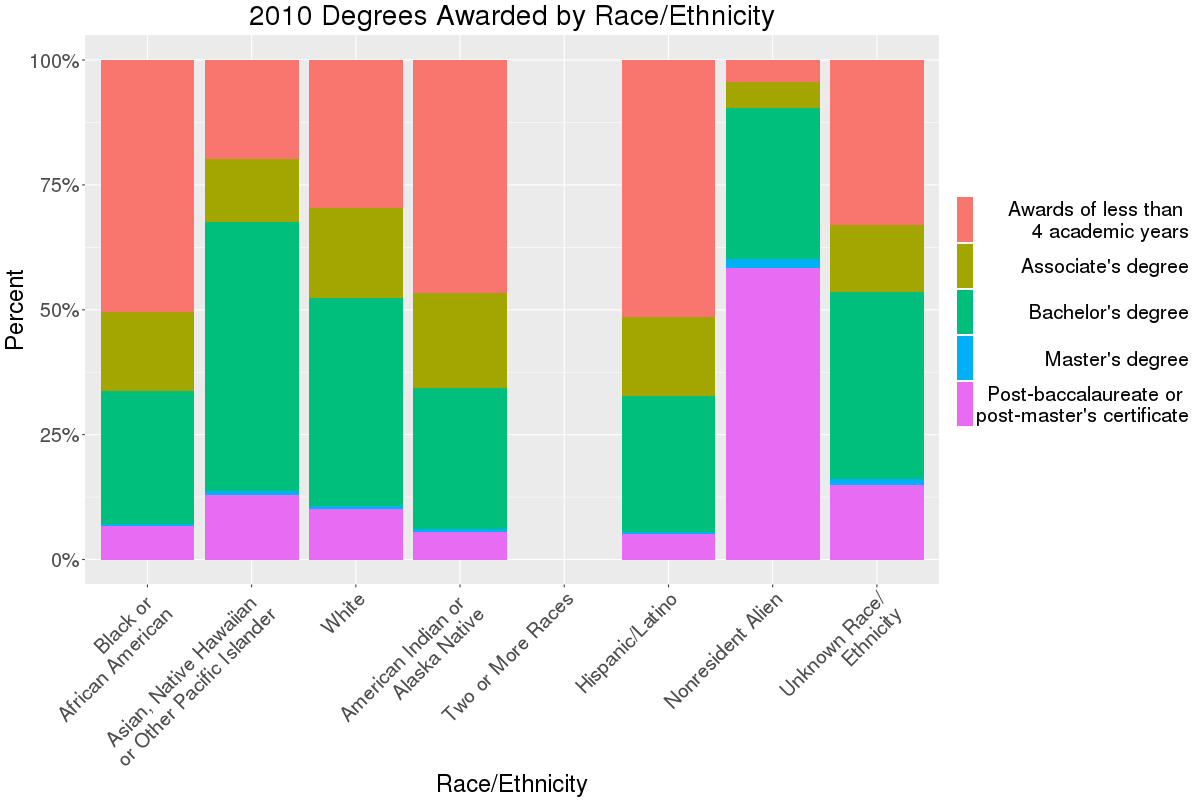 2010 Degrees Awarded by Race/Ethnicity
Percent
100%
75%
50%
25%
0%
Black or
African American
Asian, Native Hawaiian
or Other Pacific Islander
White
American Indian or
Alaska Native
Two or More Races
Hispanic/Latino
Nonresident Alien
Unknown Race/
Ethnicity
Race/Ethnicity
Awards of less than
4 academic years
Associate's degree
Bachelor's degree
Master's degree
Post-baccalaureate or
post-master's certificate